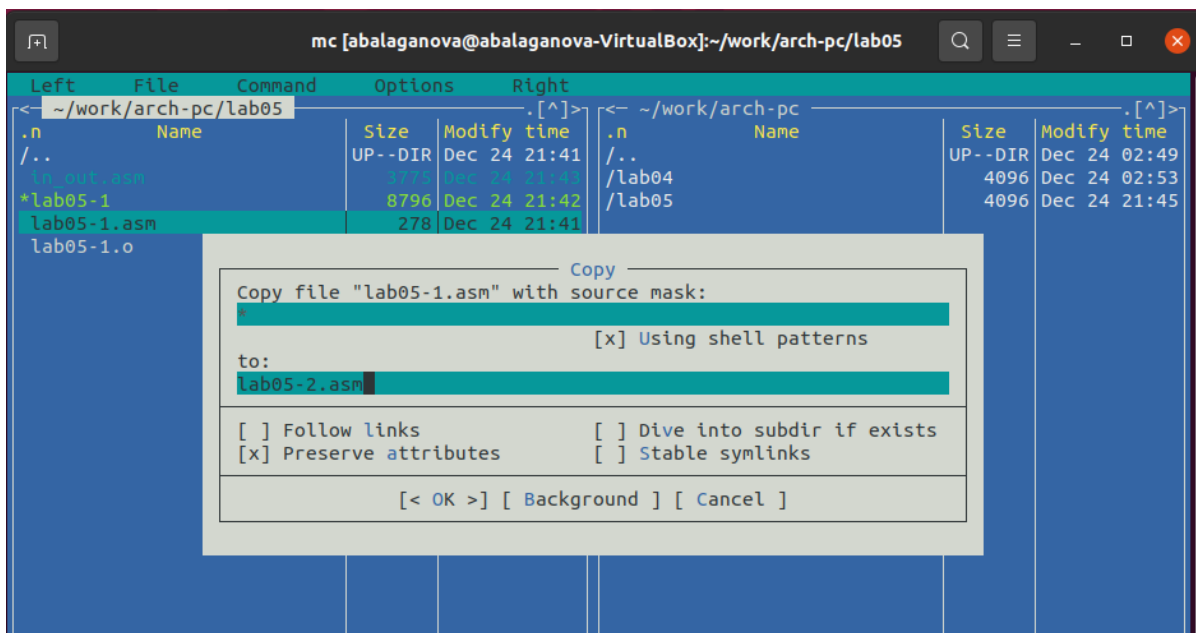 mc [abalaganova@abalaganova-VirtualBox]:~/work/arch-pc/lab05
Left File Command Options Right
<─ ~/work/arch-pc/lab05 ─.[^]>┐ <─ ~/work/arch-pc ─.[^]>┐
.n Name Size Modify time .n Name Size Modify time
/.. UP--DIR Dec 24 21:41 /.. UP--DIR Dec 24 02:49
in_out.asm 3775 Dec 24 21:43 /lab04 4096 Dec 24 02:53
*lab05-1 8796 Dec 24 21:42 /lab05 4096 Dec 24 21:45
lab05-1.asm 278 Dec 24 21:41
lab05-1.o
Copy
Copy file "lab05-1.asm" with source mask:
*
[x] Using shell patterns
to:
lab05-2.asm
[ ] Follow links [ ] Dive into subdir if exists
[x] Preserve attributes [ ] Stable symlinks
[< OK >] [ Background ] [ Cancel ]